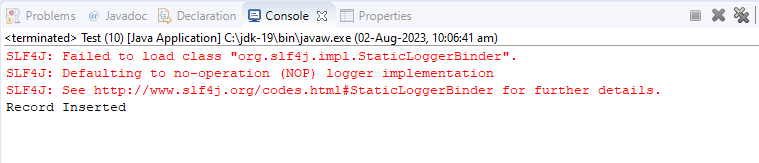 Problems Javadoc Declaration Console Properties
<terminated> Test (10) [Java Application] C:\jdk-19\bin\javaw.exe (02-Aug-2023, 10:06:41 am)
SLF4J: Failed to load class "org.slf4j.impl.StaticLoggerBinder".
SLF4J: Defaulting to no-operation (NOP) logger implementation
SLF4J: See http://www.slf4j.org/codes.html#StaticLoggerBinder for further details.
Record Inserted